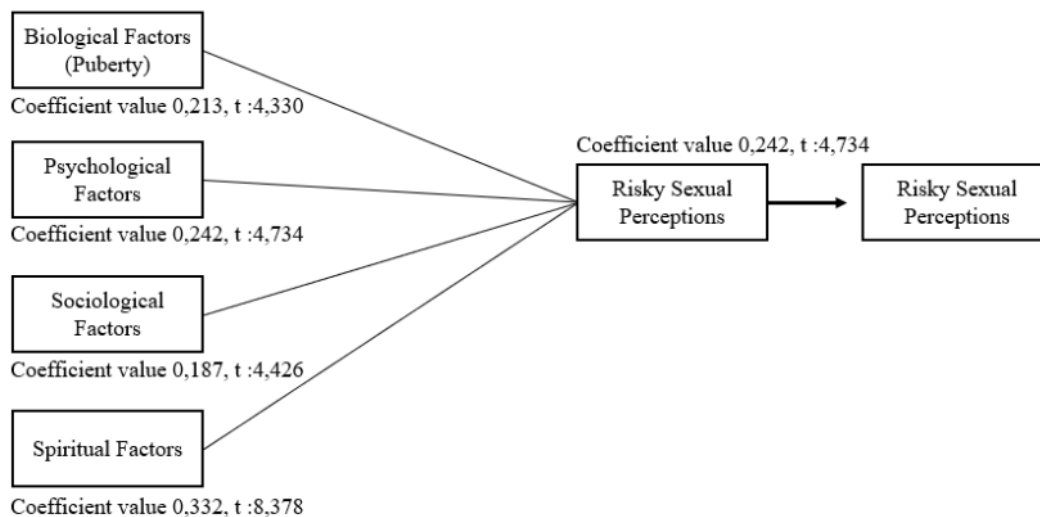 Biological Factors
(Puberty)
Coefficient value 0,213, t :4,330
Psychological
Factors
Coefficient value 0,242, t :4,734
Sociological
Factors
Coefficient value 0,187, t :4,426
Spiritual Factors
Coefficient value 0,332, t :8,378
Coefficient value 0,242, t :4,734
Risky Sexual
Perceptions
Risky Sexual
Perceptions